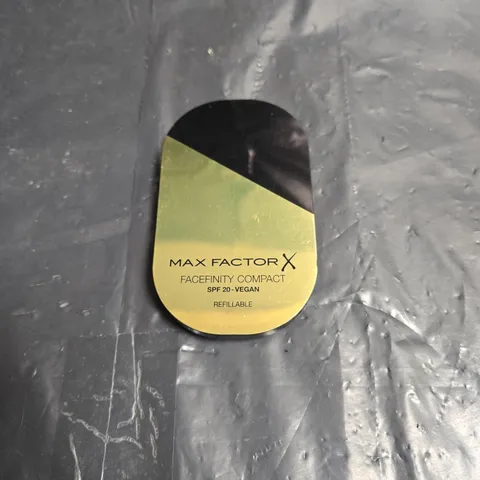 MAX FACTOR X
FACEFINITY COMPACT
SPF 20 - VEGAN
REFILLABLE